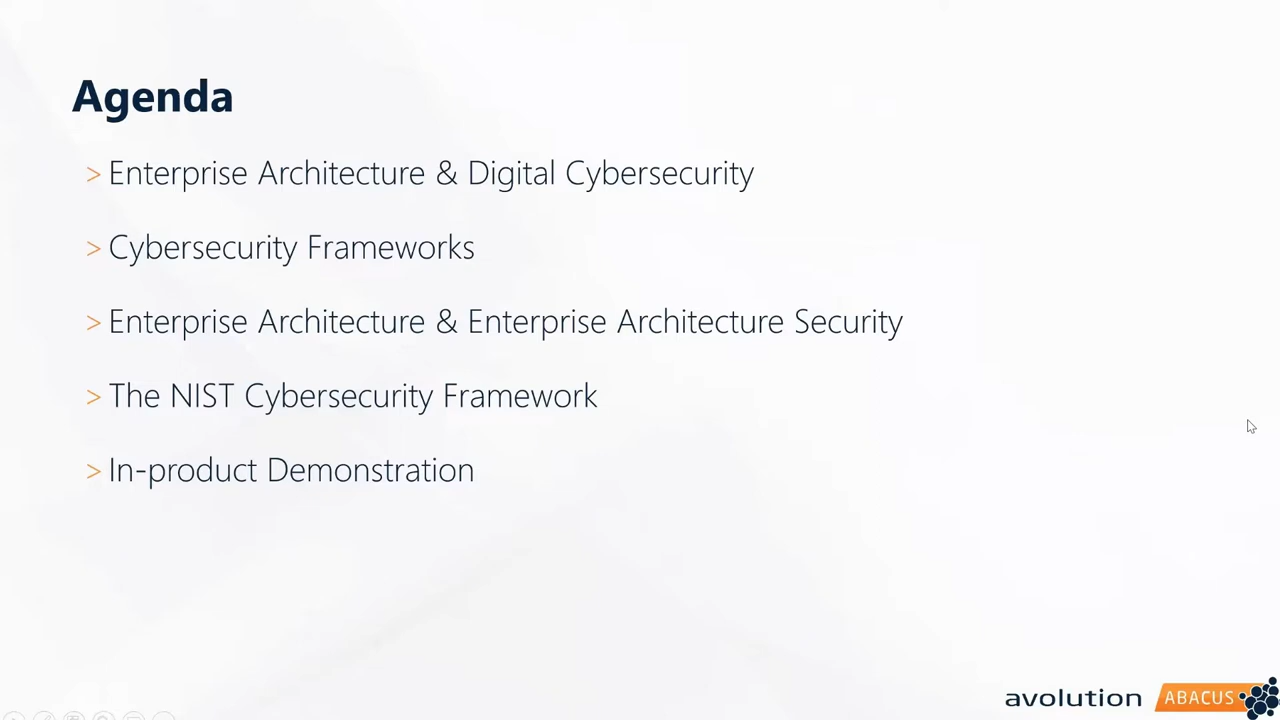 Agenda
> Enterprise Architecture & Digital Cybersecurity
> Cybersecurity Frameworks
> Enterprise Architecture & Enterprise Architecture Security
> The NIST Cybersecurity Framework
> In-product Demonstration
avolution ABACUS